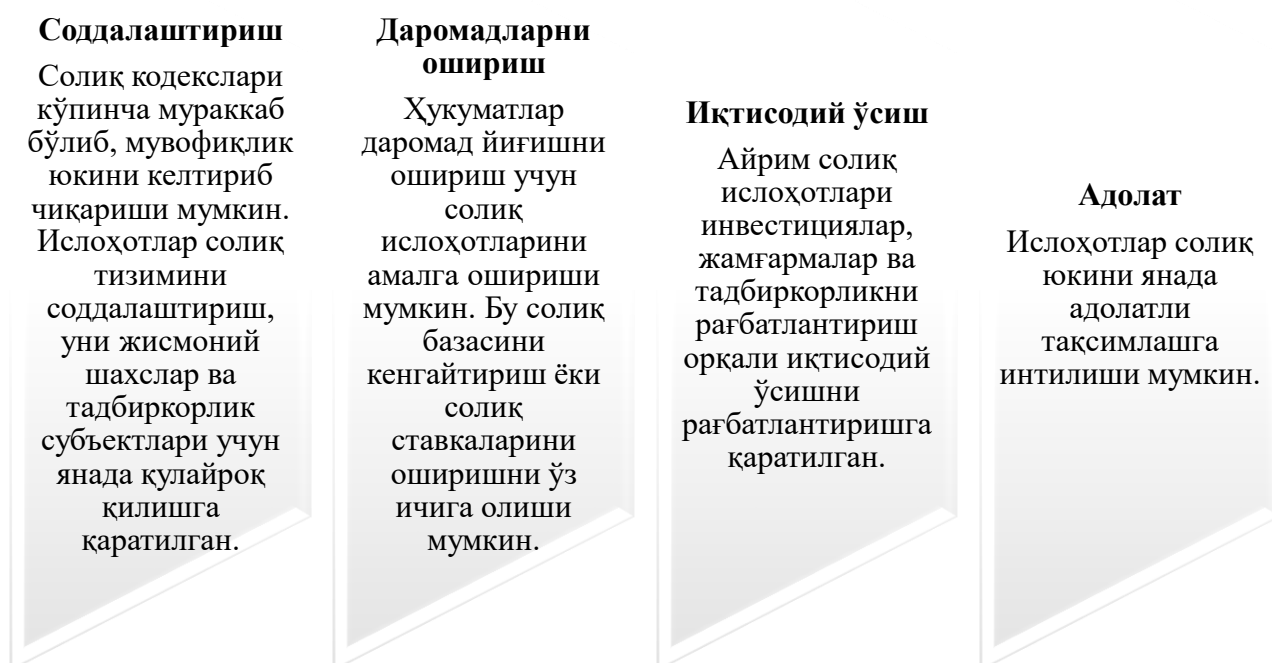 Соддалаштириш
Солиқ кодекслари
кўпинча мураккаб
бўлиб, мувофиқлик
юкини келтириб
чиқариши мумкин.
Ислоҳотлар солиқ
тизимини
соддалаштириш,
уни жисмоний
шахслар ва
тадбиркорлик
субъектлари учун
янада қулайроқ
қилишга
қаратилган.
Даромадларни
ошириш
Ҳукуматлар
даромад йиғишни
ошириш учун
солиқ
ислоҳотларини
амалга ошириши
мумкин. Бу солиқ
базасини
кенгайтириш ёки
солиқ
ставкаларини
оширишни ўз
ичига олиши
мумкин.
Иқтисодий ўсиш
Айрим солиқ
ислоҳотлари
инвестициялар,
жамғармалар ва
тадбиркорликни
рағбатлантириш
орқали иқтисодий
ўсишни
рағбатлантиришга
қаратилган.
Адолат
Ислоҳотлар солиқ
юкини янада
адолатли
тақсимлашга
интилиши мумкин.